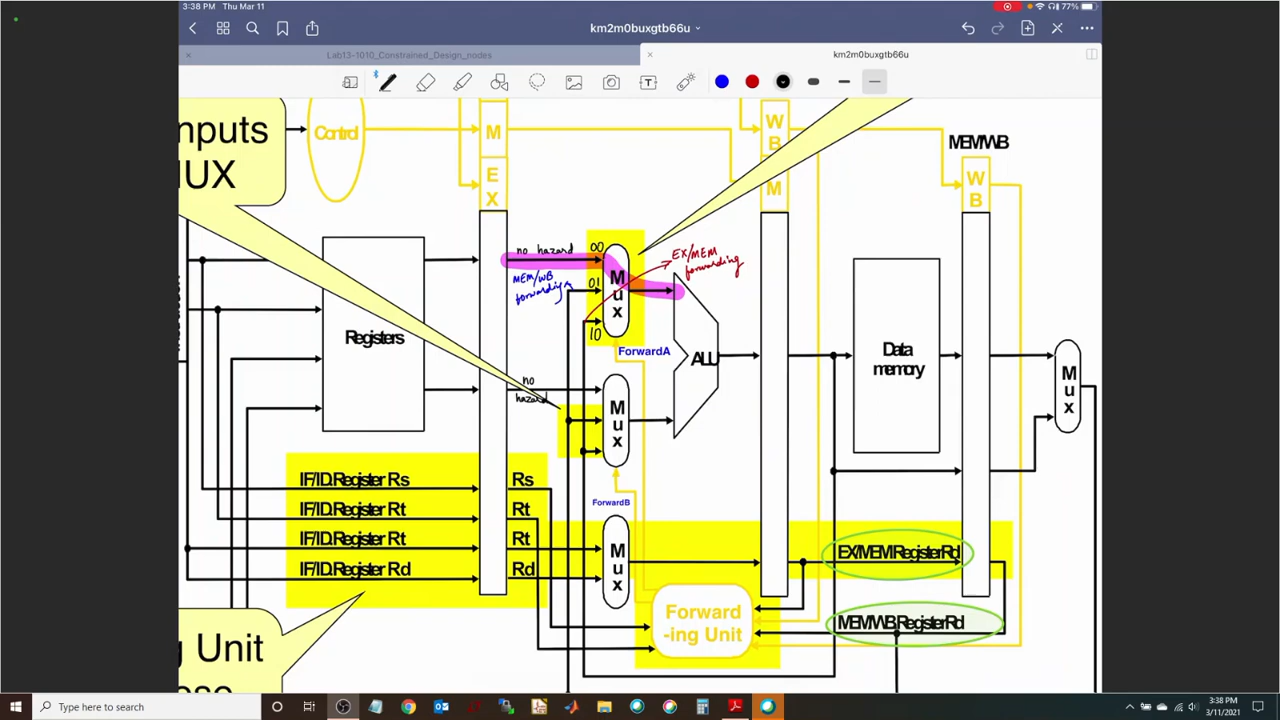 3:38 PM Thu Mar 11
77%
km2m0buxgtb66u
Lab13-1010_Constrained_Design_nodes
km2m0buxgtb66u
nputs
IUX
Control
M
EX
WB
M
MEM/WB
WB
no hazard
00
MEM/WB
forwarding
01
10
Mux
EX/MEM
forwarding
Registers
ForwardA
ALU
Data
memory
Mux
no
hazard
Mux
ForwardB
IF/ID.RegisterRs
Rs
IF/ID.RegisterRt
Rt
IF/ID.RegisterRt
Rt
IF/ID.RegisterRd
Rd
Mux
EX/MEM.RegisterRd
Forward
-ing Unit
MEM/WB.RegisterRd
g Unit
Type here to search
3:38 PM
3/11/2021